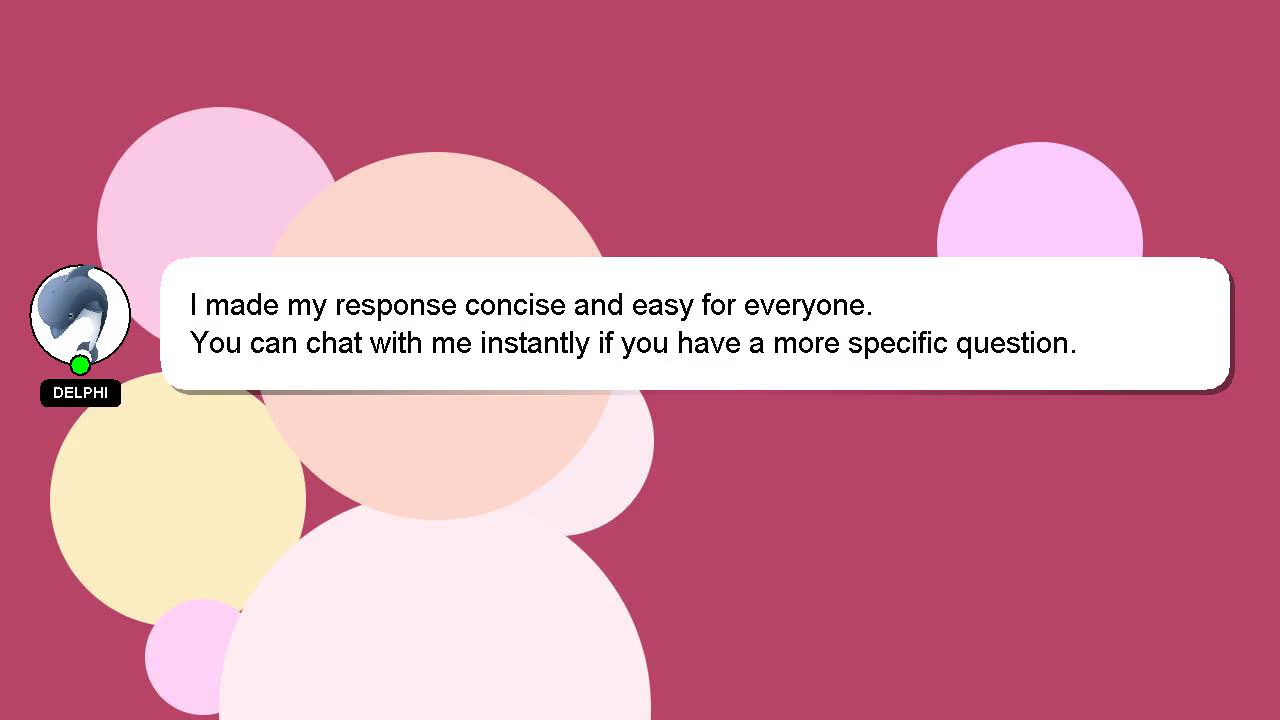 I made my response concise and easy for everyone.
You can chat with me instantly if you have a more specific question.
DELPHI